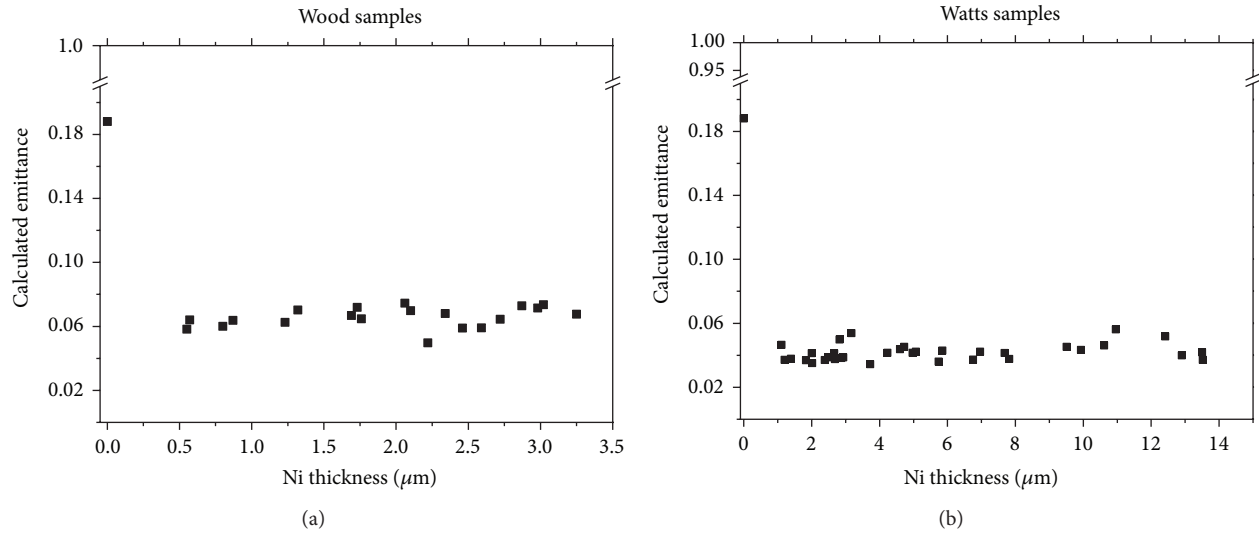 Wood samples
1.0
0.18
0.14
0.10
0.06
0.02
Calculated emittance
0.0 0.5 1.0 1.5 2.0 2.5 3.0 3.5
Ni thickness (μm)
(a)
Watts samples
1.00
0.95
0.18
0.14
0.10
0.06
0.02
Calculated emittance
0 2 4 6 8 10 12 14
Ni thickness (μm)
(b)